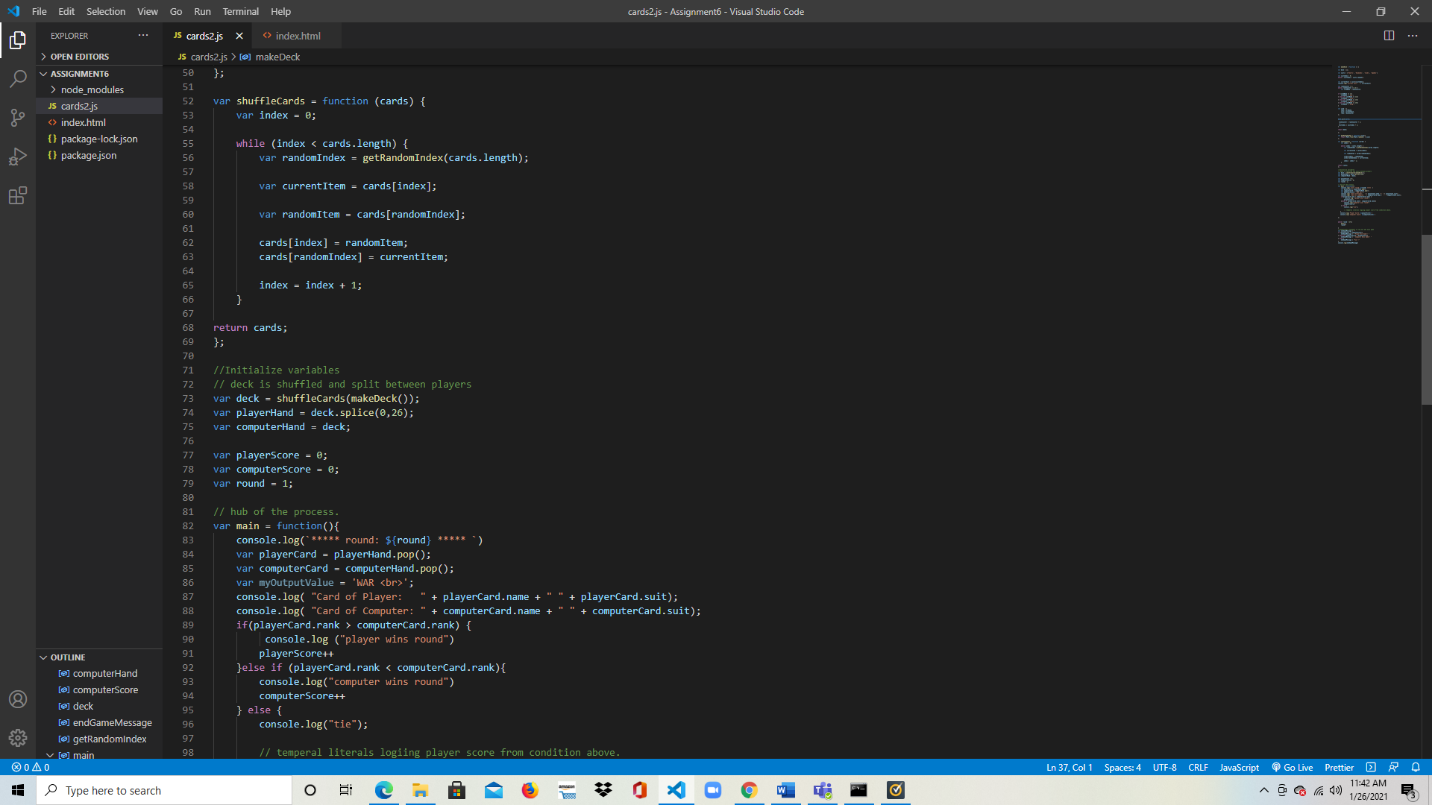 File Edit Selection View Go Run Terminal Help
cards2.js - Assignment6 - Visual Studio Code
EXPLORER
JS cards2.js
<> index.html
OPEN EDITORS
JS cards2.js > makeDeck
ASSIGNMENT6
node_modules
JS cards2.js
<> index.html
{} package-lock.json
{} package.json
50 };
51
52 var shuffleCards = function (cards) {
53 var index = 0;
54
55 while (index < cards.length) {
56 var randomIndex = getRandomIndex(cards.length);
57
58 var currentItem = cards[index];
59
60 var randomItem = cards[randomIndex];
61
62 cards[index] = randomItem;
63 cards[randomIndex] = currentItem;
64
65 index = index + 1;
66 }
67
68 return cards;
69 };
70
71 //Initialize variables
72 // deck is shuffled and split between players
73 var deck = shuffleCards(makeDeck());
74 var playerHand = deck.splice(0,26);
75 var computerHand = deck;
76
77 var playerScore = 0;
78 var computerScore = 0;
79 var round = 1;
80
81 // hub of the process.
82 var main = function(){
83 console.log(`***** round: ${round} ***** `)
84 var playerCard = playerHand.pop();
85 var computerCard = computerHand.pop();
86 var myOutputValue = 'WAR <br>';
87 console.log( "Card of Player:   " + playerCard.name + " " + playerCard.suit);
88 console.log( "Card of Computer: " + computerCard.name + " " + computerCard.suit);
89 if(playerCard.rank > computerCard.rank) {
90 console.log ("player wins round")
91 playerScore++
92 }else if (playerCard.rank < computerCard.rank){
93 console.log("computer wins round")
94 computerScore++
95 } else {
96 console.log("tie");
97
98 // temperal literals logiing player score from condition above.
OUTLINE
computerHand
computerScore
deck
endGameMessage
getRandomIndex
main
0 0
Ln 37, Col 1 Spaces: 4 UTF-8 CRLF JavaScript Go Live Prettier
Type here to search
11:42 AM
1/26/2021
3